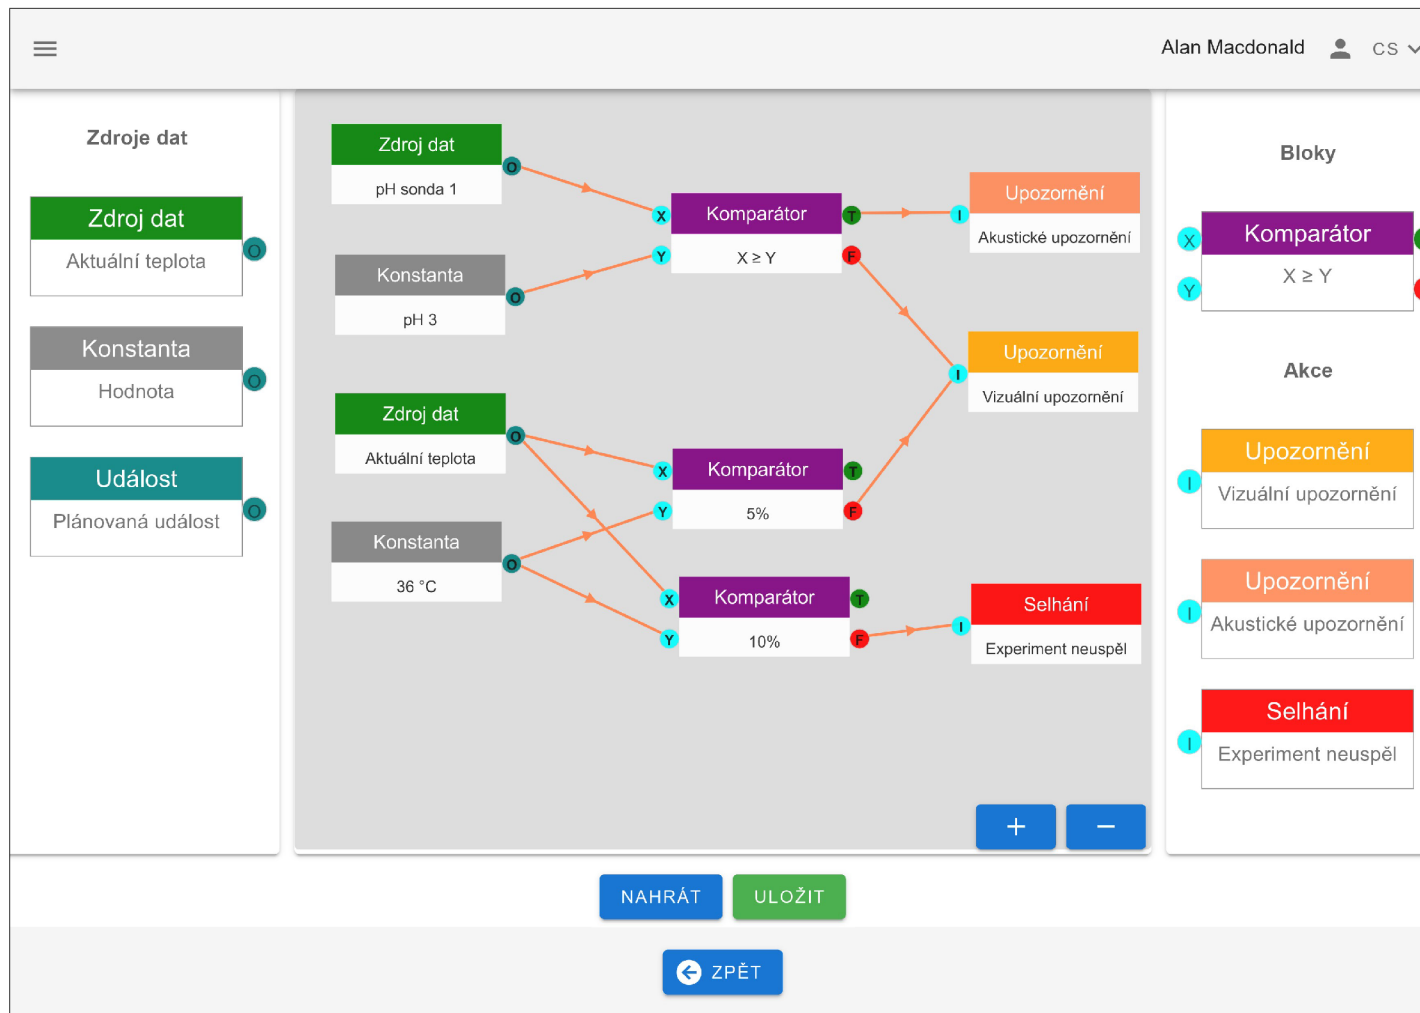 Alan Macdonald
CS
Zdroje dat
Zdroj dat
Aktuální teplota
O
Konstanta
Hodnota
O
Událost
Plánovaná událost
O
Zdroj dat
pH sonda 1
O
Konstanta
pH 3
O
Zdroj dat
Aktuální teplota
O
Konstanta
36 °C
O
X
Y
Komparátor
X ≥ Y
T
F
X
Y
Komparátor
5%
T
F
X
Y
Komparátor
10%
T
F
I
Upozornění
Akustické upozornění
I
Upozornění
Vizuální upozornění
I
Selhání
Experiment neuspěl
+
−
Bloky
X
Y
Komparátor
X ≥ Y
Akce
I
Upozornění
Vizuální upozornění
I
Upozornění
Akustické upozornění
I
Selhání
Experiment neuspěl
NAHRÁT
ULOŽIT
ZPĚT